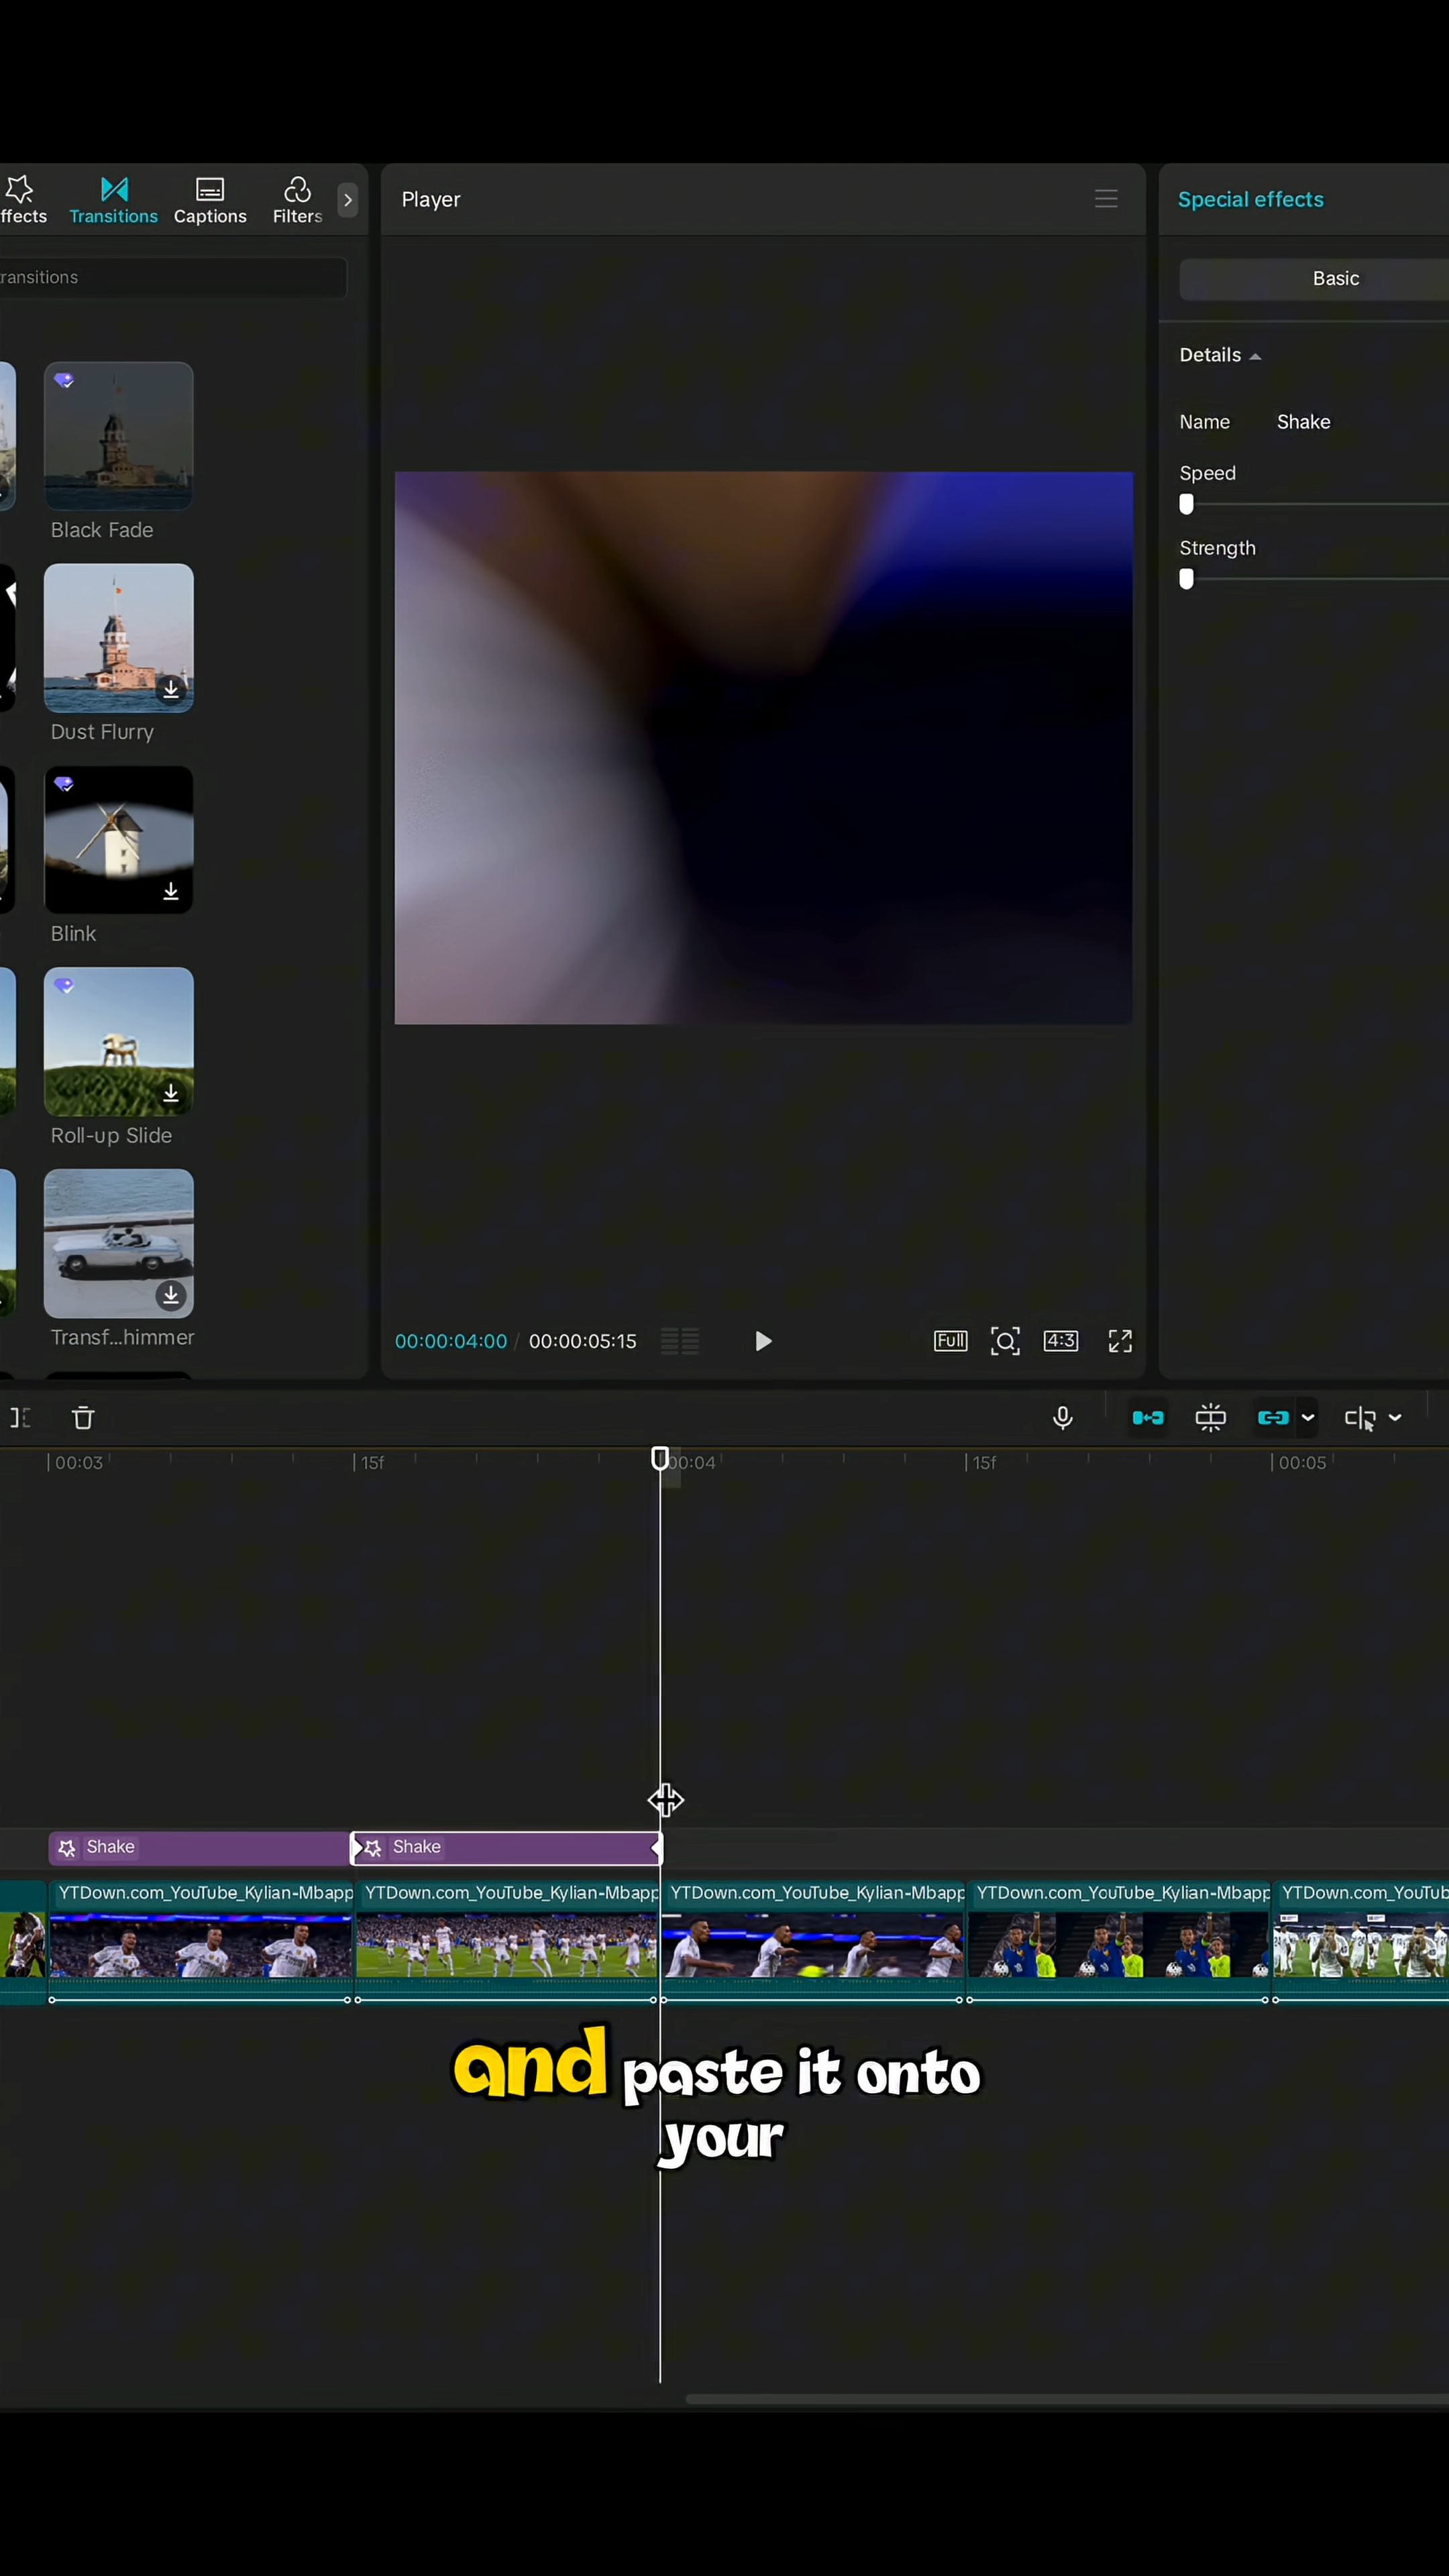 ffects
Transitions
Captions
Filters
Player
Special effects
ransitions
Basic
Details
Black Fade
Name Shake
Speed
Strength
Dust Flurry
Blink
Roll-up Slide
Transf...himmer
00:00:04:00 / 00:00:05:15
Full
4:3
00:03
15f
00:04
15f
00:05
Shake
Shake
YTDown.com_YouTube_Kylian-Mbapp
YTDown.com_YouTube_Kylian-Mbapp
YTDown.com_YouTube_Kylian-Mbapp
YTDown.com_YouTube_Kylian-Mbapp
YTDown.com_YouTub
and paste it onto
your